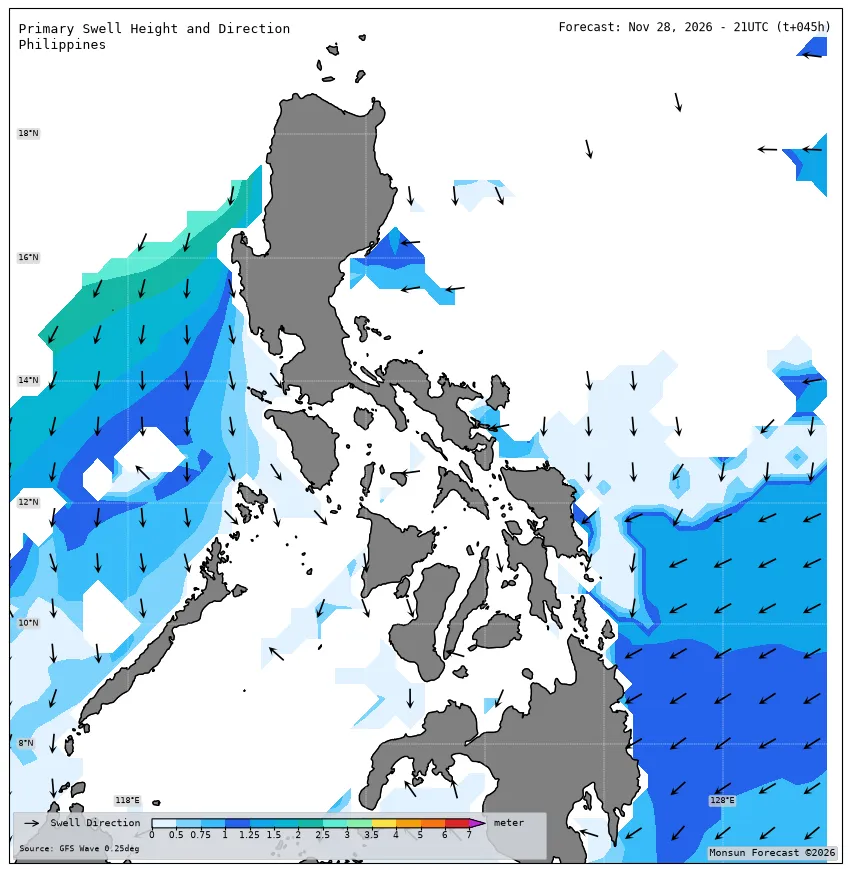 Primary Swell Height and Direction
Philippines
Forecast: Nov 28, 2026 - 21UTC (t+045h)
18°N
16°N
14°N
12°N
10°N
8°N
118°E
128°E
Swell Direction
0 0.5 0.75 1 1.25 1.5 2 2.5 3 3.5 4 5 6 7
meter
Source: GFS Wave 0.25deg
Monsun Forecast ©2026